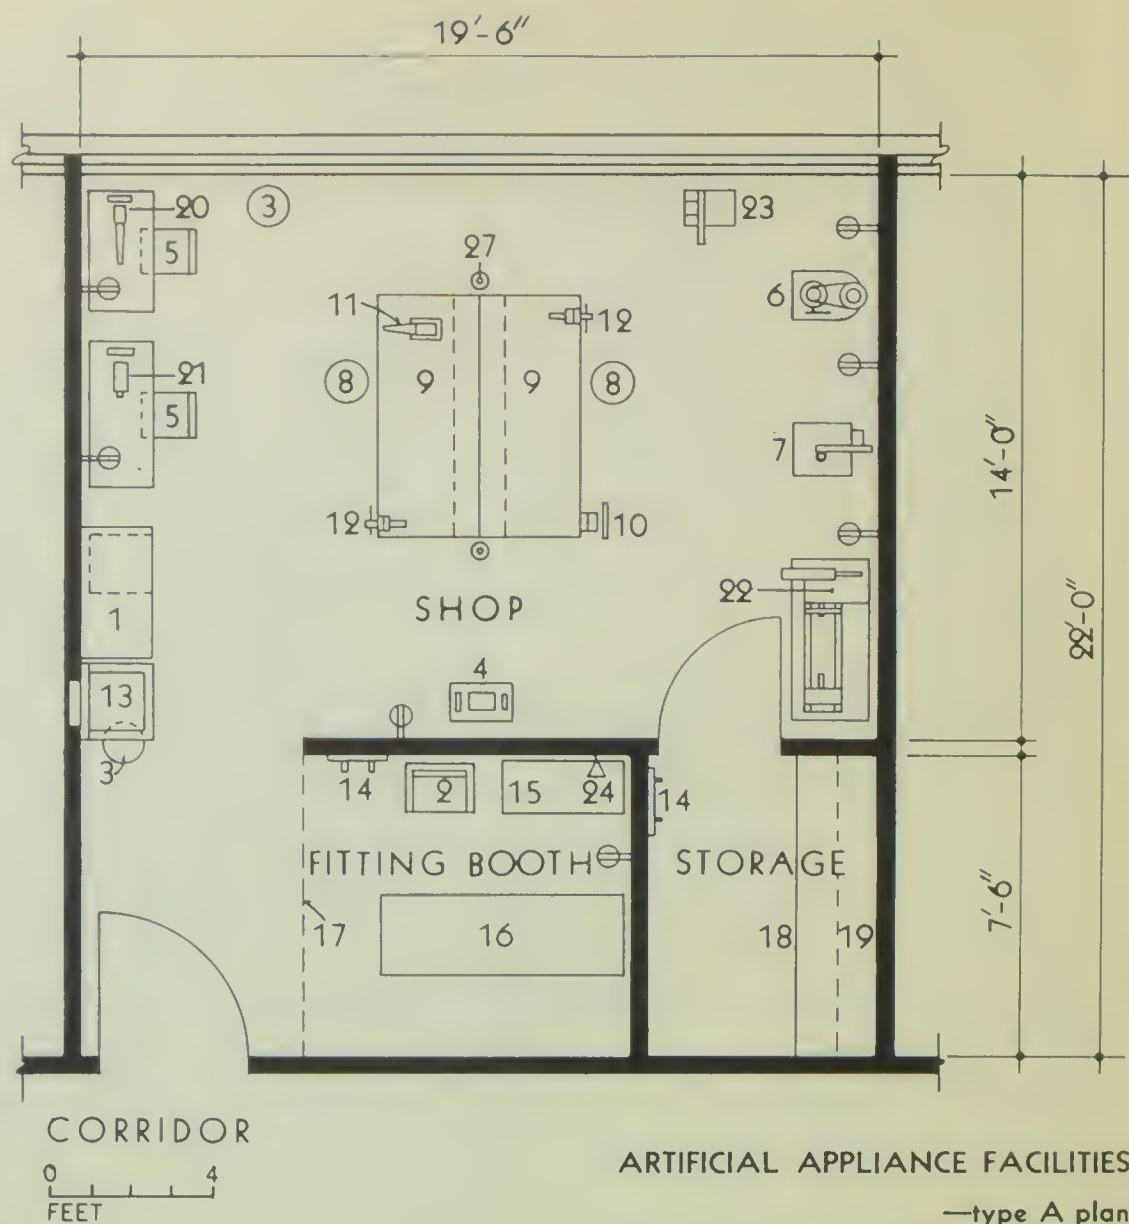 19'-6"
20 3 23
5
27
6
11 12
21 8 9 9 8
5
7
14'-0"
12 10
22
1 SHOP
22'-0"
4
13
3
14 2 15 24 14
FITTING BOOTH STORAGE
7'-6"
17 16 18 19
CORRIDOR
0 4
FEET
ARTIFICIAL APPLIANCE FACILITIES
—type A plan